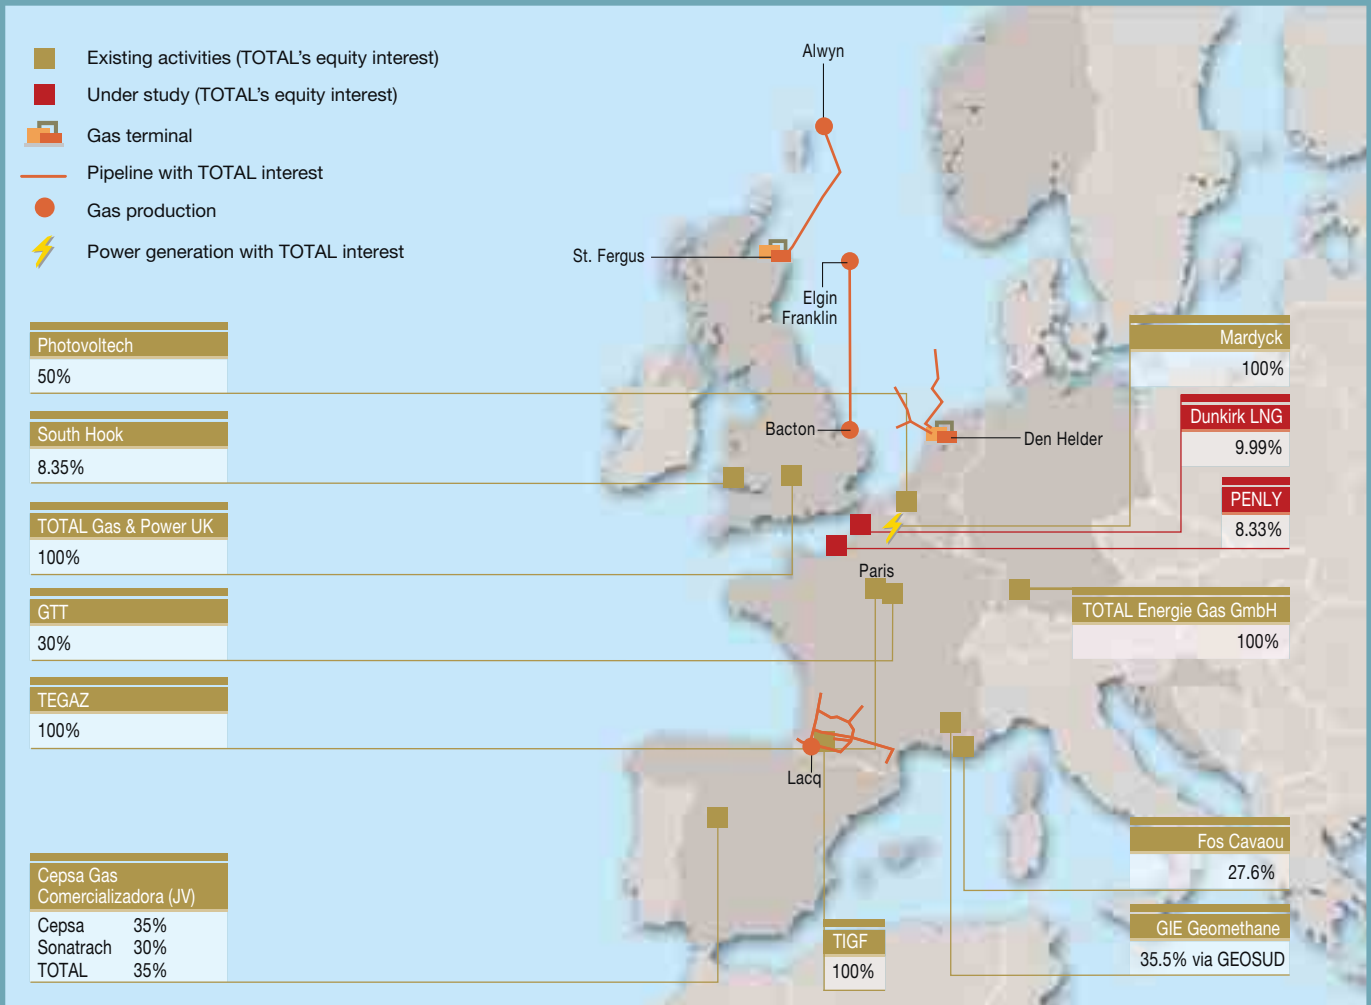 Existing activities (TOTAL's equity interest)
Under study (TOTAL's equity interest)
Gas terminal
Pipeline with TOTAL interest
Gas production
Power generation with TOTAL interest
Alwyn
St. Fergus
Elgin
Franklin
Bacton
Den Helder
Paris
Lacq
Photovoltech
50%
South Hook
8.35%
TOTAL Gas & Power UK
100%
GTT
30%
TEGAZ
100%
Cepsa Gas
Comercializadora (JV)
Cepsa 35%
Sonatrach 30%
TOTAL 35%
Mardyck
100%
Dunkirk LNG
9.99%
PENLY
8.33%
TOTAL Energie Gas GmbH
100%
Fos Cavaou
27.6%
GIE Geomethane
35.5% via GEOSUD
TIGF
100%